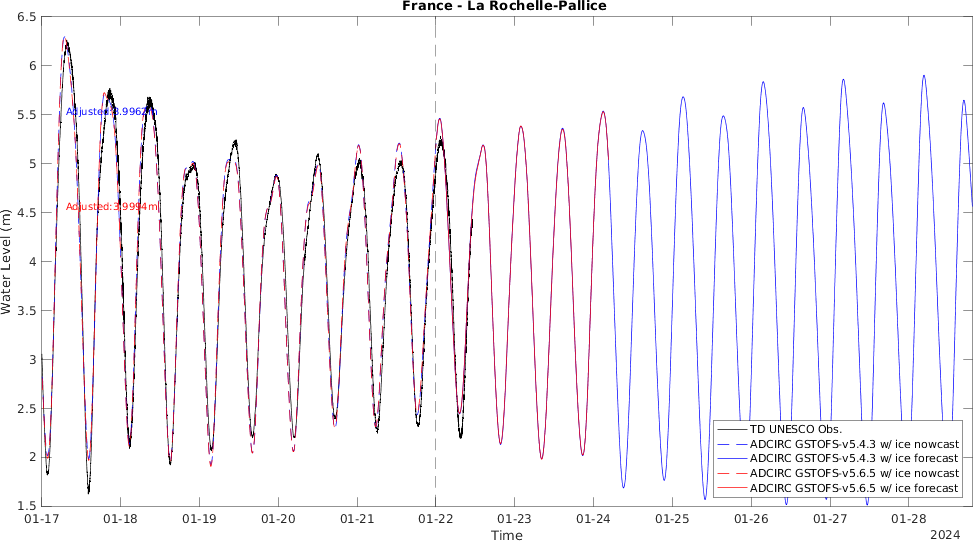 France - La Rochelle-Pallice
6.5
6
5.5
5
4.5
4
3.5
3
2.5
2
1.5
Water Level (m)
Adjusted:3.9962m
Adjusted:3.9994m
TD UNESCO Obs.
ADCIRC GSTOFS-v5.4.3 w/ ice nowcast
ADCIRC GSTOFS-v5.4.3 w/ ice forecast
ADCIRC GSTOFS-v5.6.5 w/ ice nowcast
ADCIRC GSTOFS-v5.6.5 w/ ice forecast
01-17 01-18 01-19 01-20 01-21 01-22 01-23 01-24 01-25 01-26 01-27 01-28
Time
2024